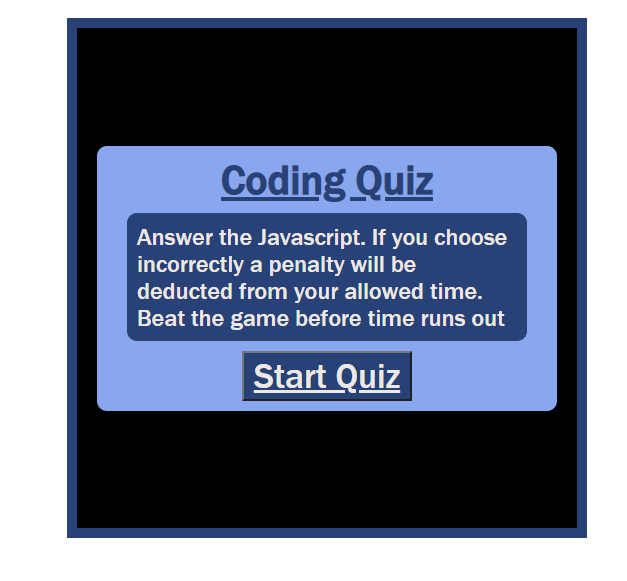 Coding Quiz
Answer the Javascript. If you choose
incorrectly a penalty will be
deducted from your allowed time.
Beat the game before time runs out
Start Quiz